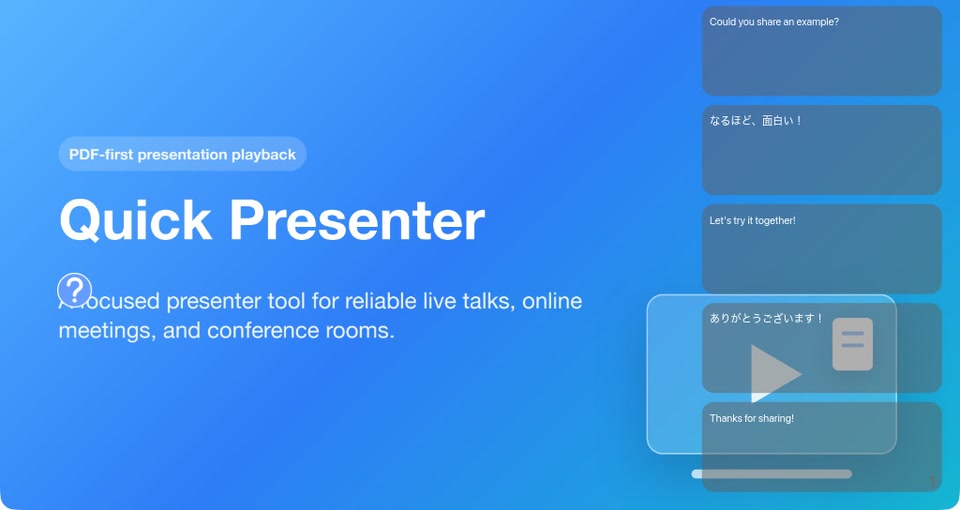 PDF-first presentation playback
Quick Presenter
?
A focused presenter tool for reliable live talks, online
meetings, and conference rooms.
Could you share an example?
なるほど、面白い！
Let's try it together!
ありがとうございます！
Thanks for sharing!
1